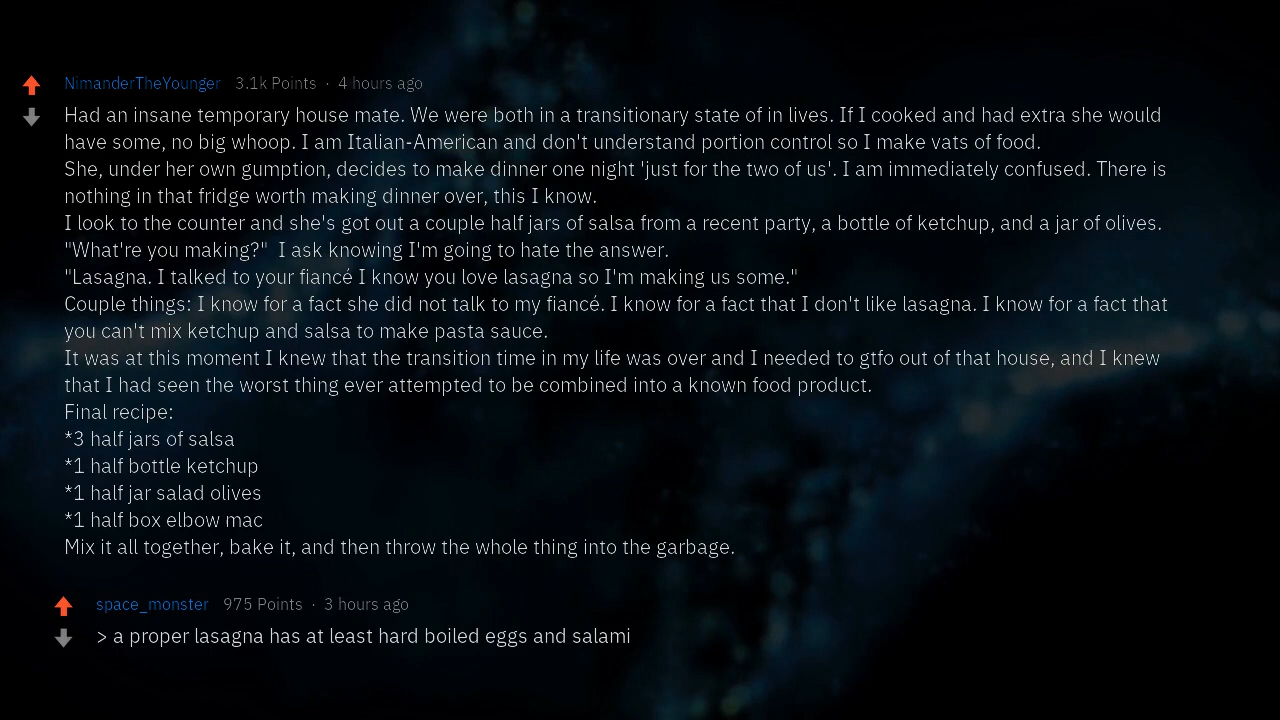 NimanderTheYounger 3.1k Points · 4 hours ago
Had an insane temporary house mate. We were both in a transitionary state of in lives. If I cooked and had extra she would
have some, no big whoop. I am Italian-American and don't understand portion control so I make vats of food.
She, under her own gumption, decides to make dinner one night 'just for the two of us'. I am immediately confused. There is
nothing in that fridge worth making dinner over, this I know.
I look to the counter and she's got out a couple half jars of salsa from a recent party, a bottle of ketchup, and a jar of olives.
"What're you making?"  I ask knowing I'm going to hate the answer.
"Lasagna. I talked to your fiancé I know you love lasagna so I'm making us some."
Couple things: I know for a fact she did not talk to my fiancé. I know for a fact that I don't like lasagna. I know for a fact that
you can't mix ketchup and salsa to make pasta sauce.
It was at this moment I knew that the transition time in my life was over and I needed to gtfo out of that house, and I knew
that I had seen the worst thing ever attempted to be combined into a known food product.
Final recipe:
*3 half jars of salsa
*1 half bottle ketchup
*1 half jar salad olives
*1 half box elbow mac
Mix it all together, bake it, and then throw the whole thing into the garbage.
space_monster 975 Points · 3 hours ago
> a proper lasagna has at least hard boiled eggs and salami